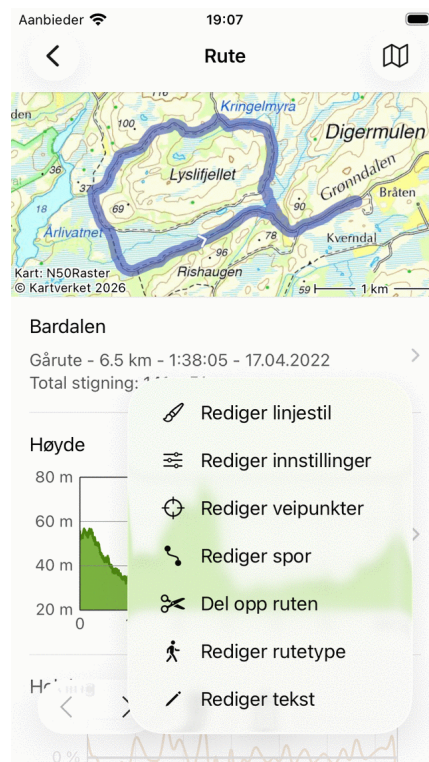 Aanbieder
19:07
Rute
110
den
Kringelmyra
100
Digermulen
36
Lyslifjellet
Grønndalen
37
Bråten
18
69
90
Årlivatnet
78
Kverndal
96
Kart: N50Raster
Rishaugen
© Kartverket 2026
59
1 km
Bardalen
Gårute - 6.5 km - 1:38:05 - 17.04.2022
Total stigning:
Rediger linjestil
Høyde
Rediger innstillinger
80 m
Rediger veipunkter
60 m
Rediger spor
40 m
Del opp ruten
20 m
0
Rediger rutetype
Rediger tekst
0 %